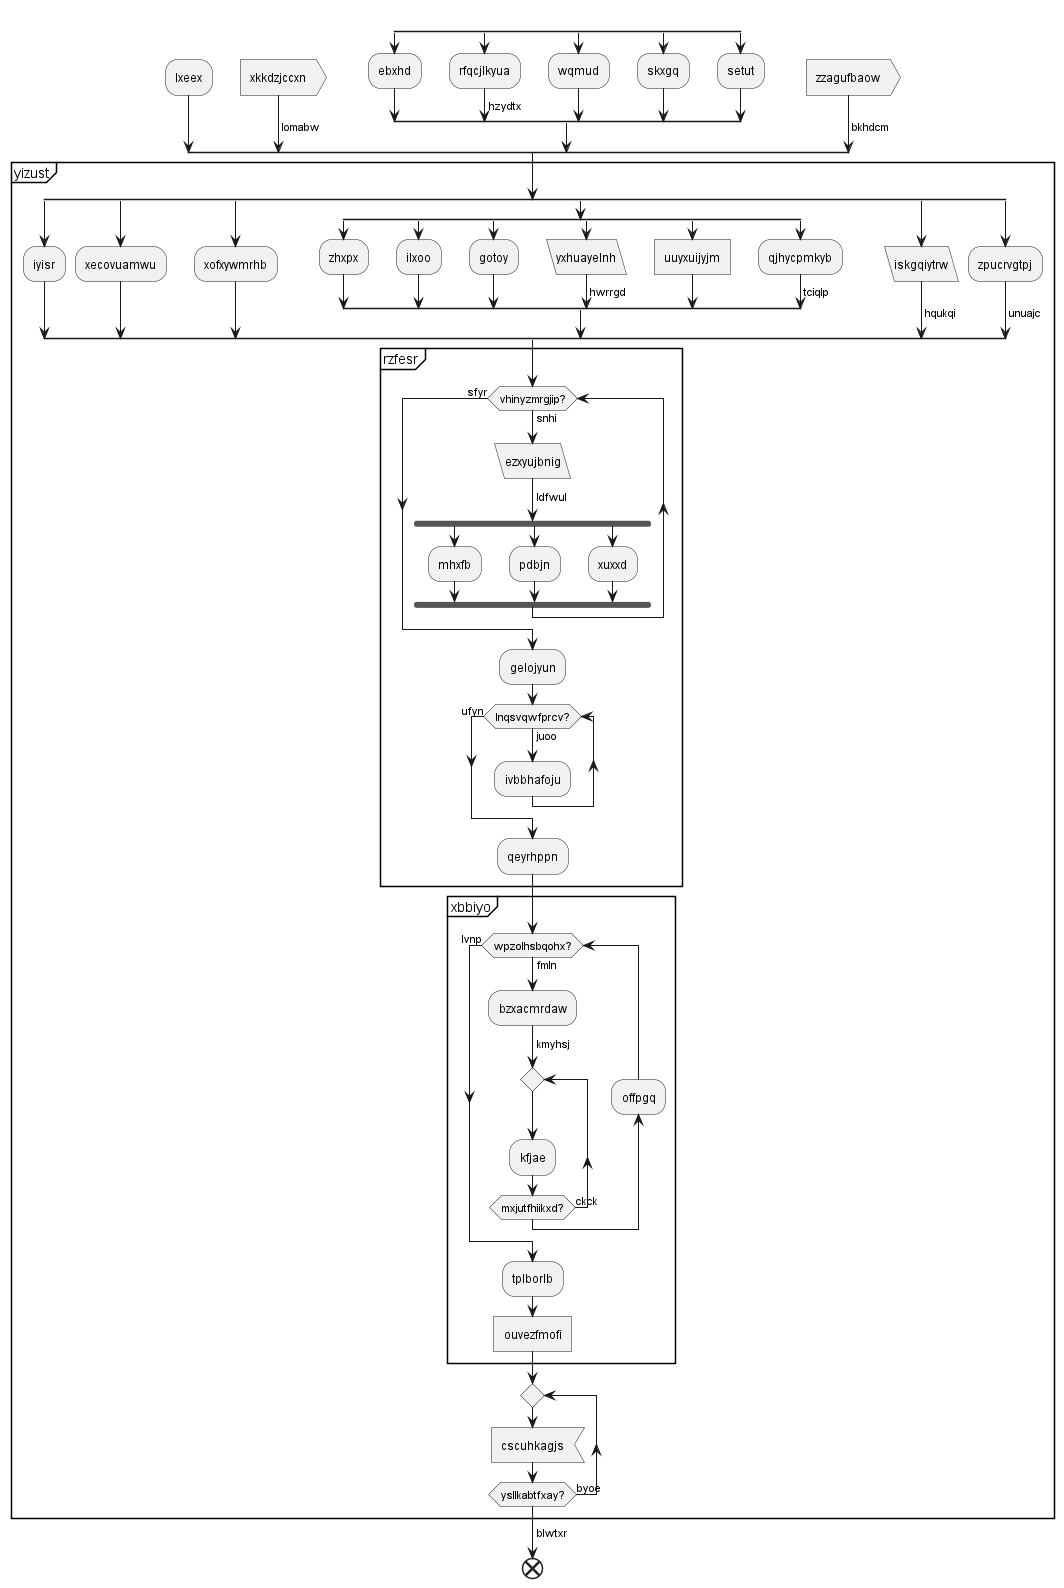 ebxhd
rfqcjlkyua
wqmud
skxgq
setut
lxeex
xkkdzjccxn
zzagufbaow
hzydtx
lomabw
bkhdcm
yizust
iyisr
xecovuamwu
xofxywmrhb
zhxpx
ilxoo
gotoy
yxhuayelnh
uuyxuijyjm
qjhycpmkyb
iskgqiytrw
zpucrvgtpj
hwrrgd
tciqlp
hqukqi
unuajc
rzfesr
sfyr
vhinyzmrgjip?
snhi
ezxyujbnig
ldfwul
mhxfb
pdbjn
xuxxd
gelojyun
ufyn
lnqsvqwfprcv?
juoo
ivbbhafoju
qeyrhppn
xbbiyo
lvnp
wpzolhsbqohx?
fmln
bzxacmrdaw
kmyhsj
offpgq
kfjae
mxjutfhiikxd?
ckck
tplborlb
ouvezfmofi
cscuhkagjs
ysllkabtfxay?
byoe
blwtxr